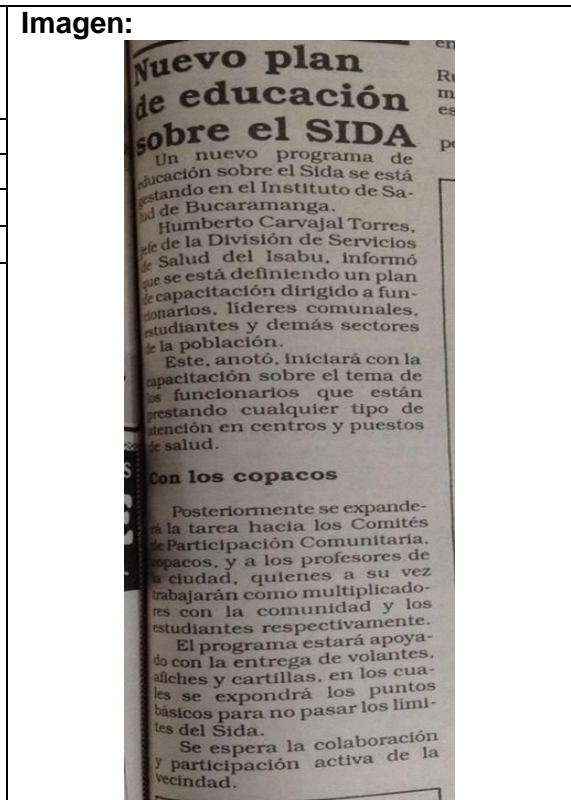 Imagen:
Nuevo plan
de educación
sobre el SIDA
Un nuevo programa de
educación sobre el Sida se está
gestando en el Instituto de Sa-
lud de Bucaramanga.
Humberto Carvajal Torres,
jefe de la División de Servicios
de Salud del Isabu, informó
que se está definiendo un plan
de capacitación dirigido a fun-
cionarios, líderes comunales,
estudiantes y demás sectores
de la población.
Este, anotó, iniciará con la
capacitación sobre el tema de
los funcionarios que están
prestando cualquier tipo de
atención en centros y puestos
de salud.
Con los copacos
Posteriormente se expande-
rá la tarea hacia los Comités
de Participación Comunitaria,
copacos, y a los profesores de
la ciudad, quienes a su vez
trabajarán como multiplicado-
res con la comunidad y los
estudiantes respectivamente.
El programa estará apoya-
do con la entrega de volantes,
afiches y cartillas, en los cua-
les se expondrá los puntos
básicos para no pasar los lími-
tes del Sida.
Se espera la colaboración
y participación activa de la
vecindad.